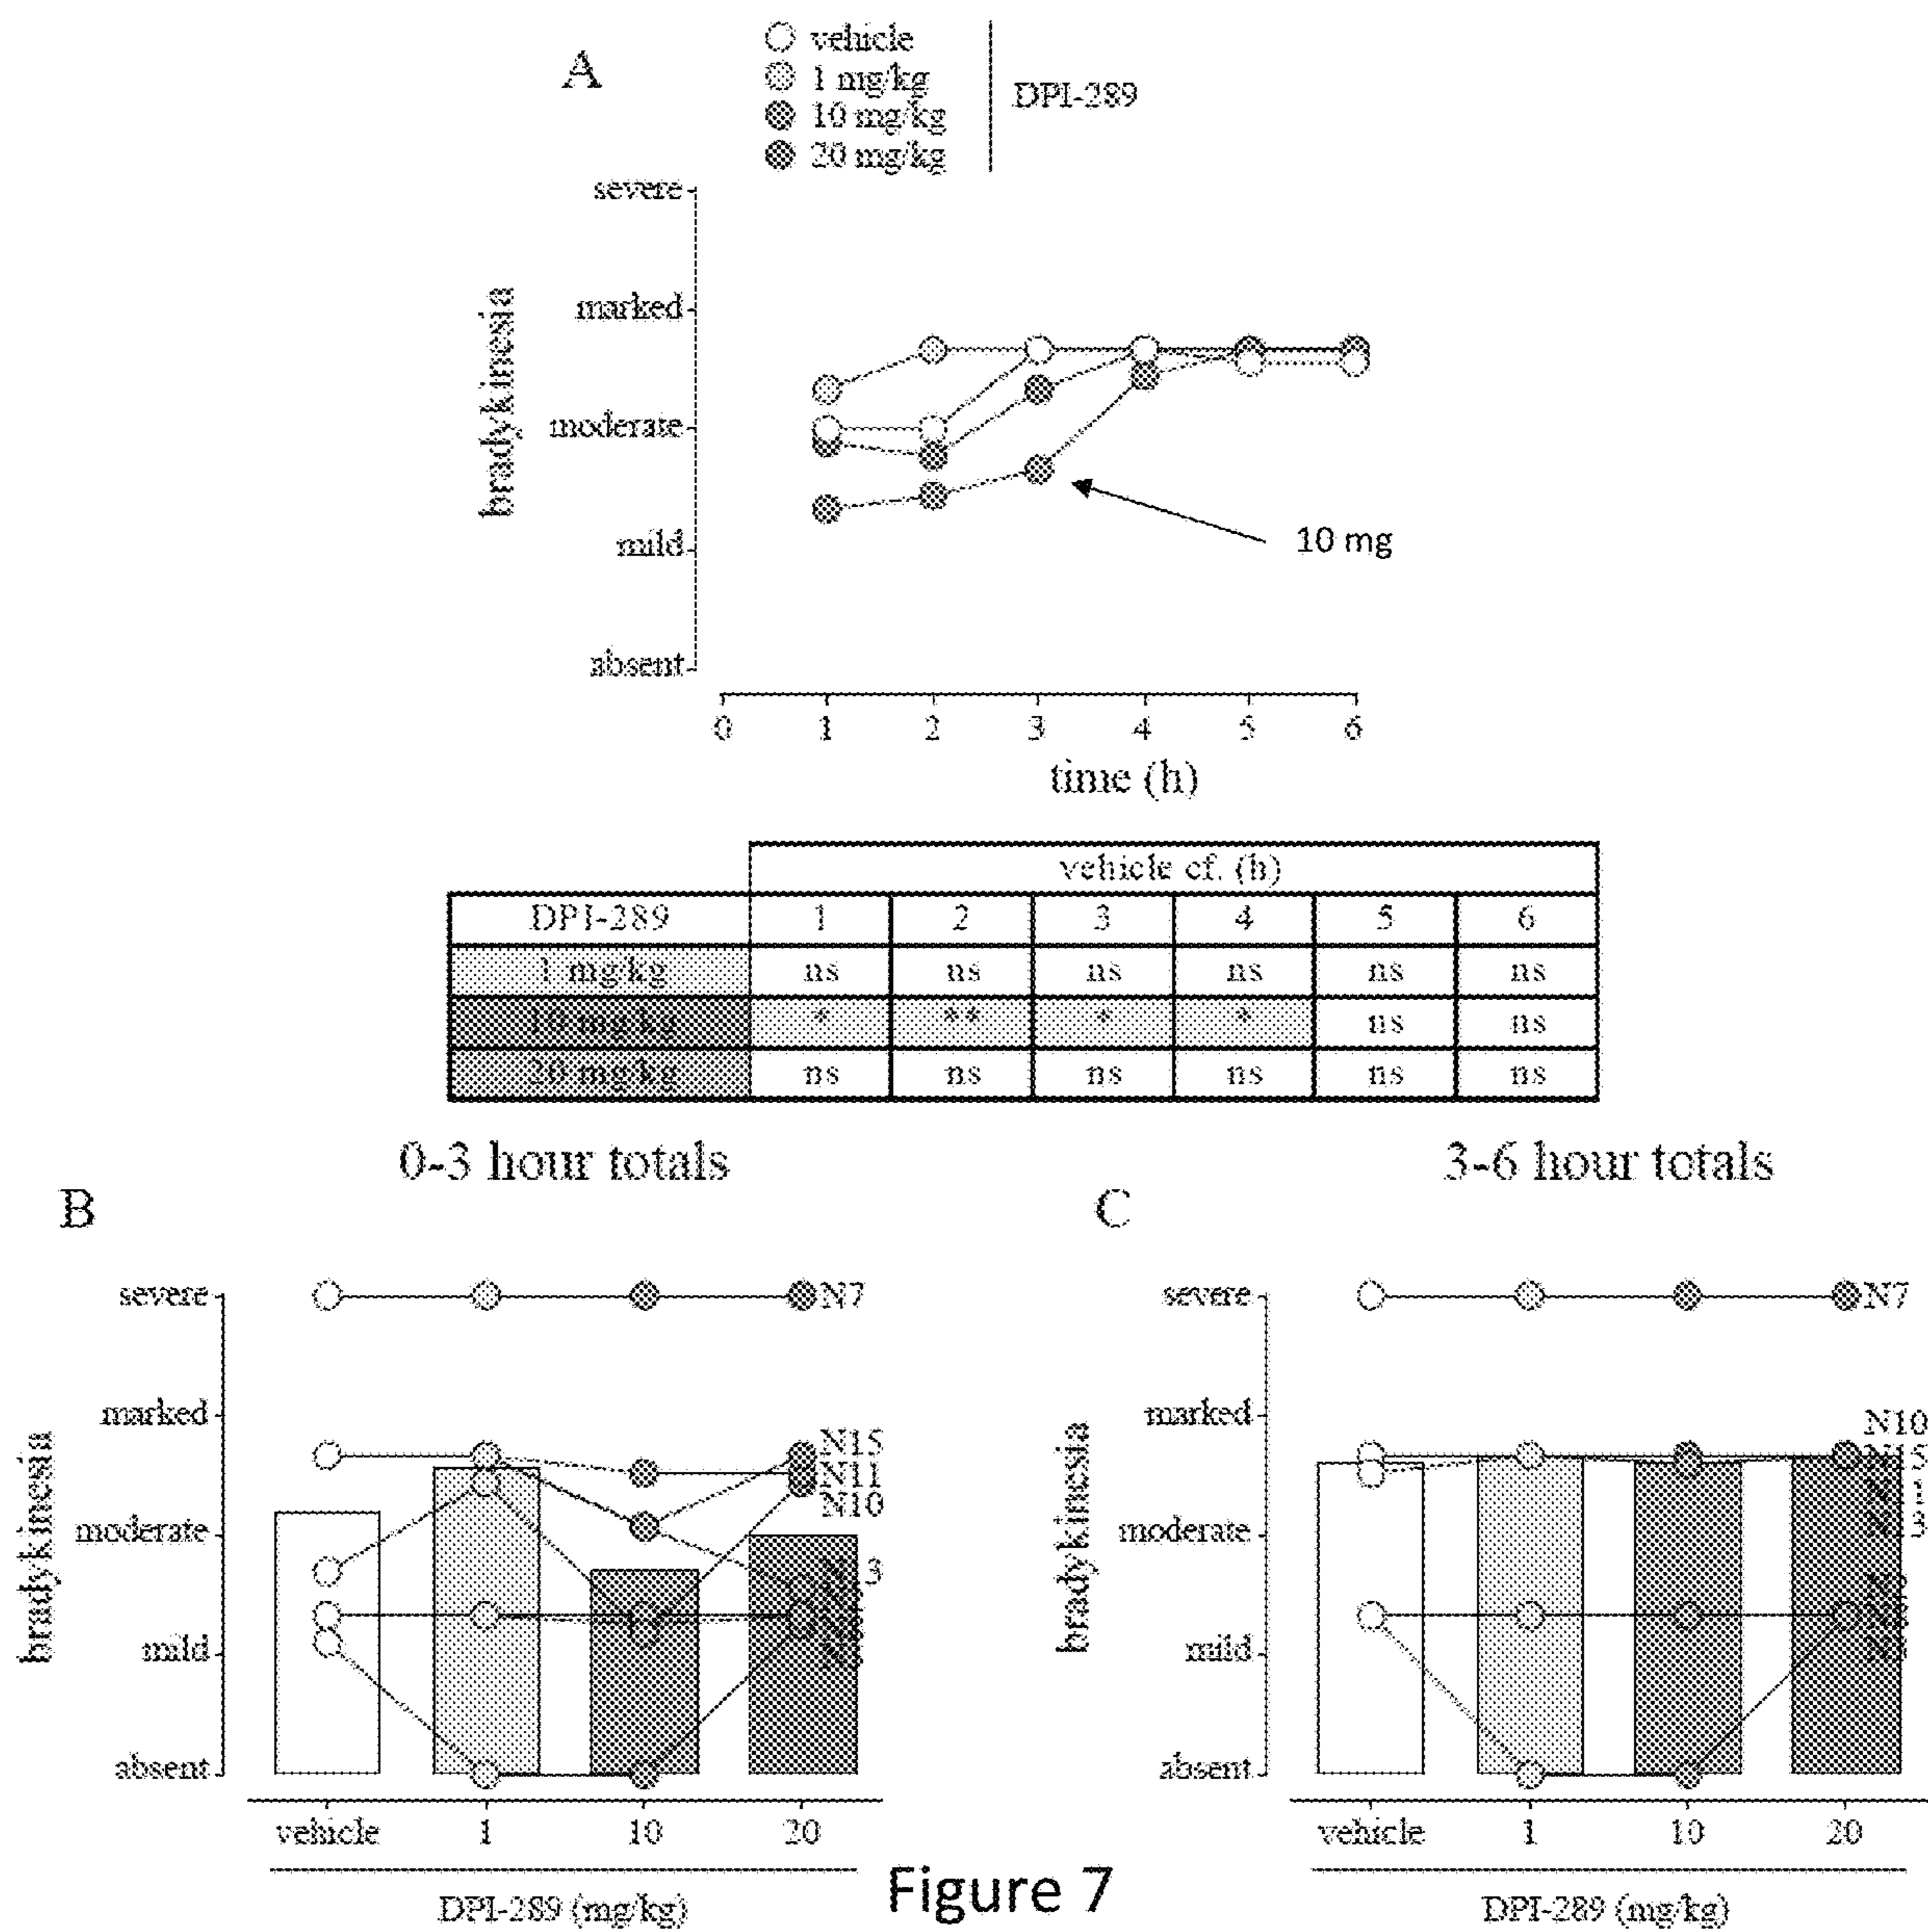 A
vehicle
1 mg/kg
10 mg/kg
20 mg/kg
DPI-289
severe
marked
moderate
mild
absent
bradykinesia
10 mg
0 1 2 3 4 5 6
time (h)
vehicle cf. (h)
DPI-289 1 2 3 4 5 6
1 mg/kg ns ns ns ns ns ns
10 mg/kg * ** * * ns ns
20 mg/kg ns ns ns ns ns ns
0-3 hour totals
B
severe
marked
moderate
mild
absent
bradykinesia
N7
N15
N11
N10
vehicle 1 10 20
DPI-289 (mg/kg)
3-6 hour totals
C
severe
marked
moderate
mild
absent
bradykinesia
N7
N10
N15
vehicle 1 10 20
DPI-289 (mg/kg)
Figure 7